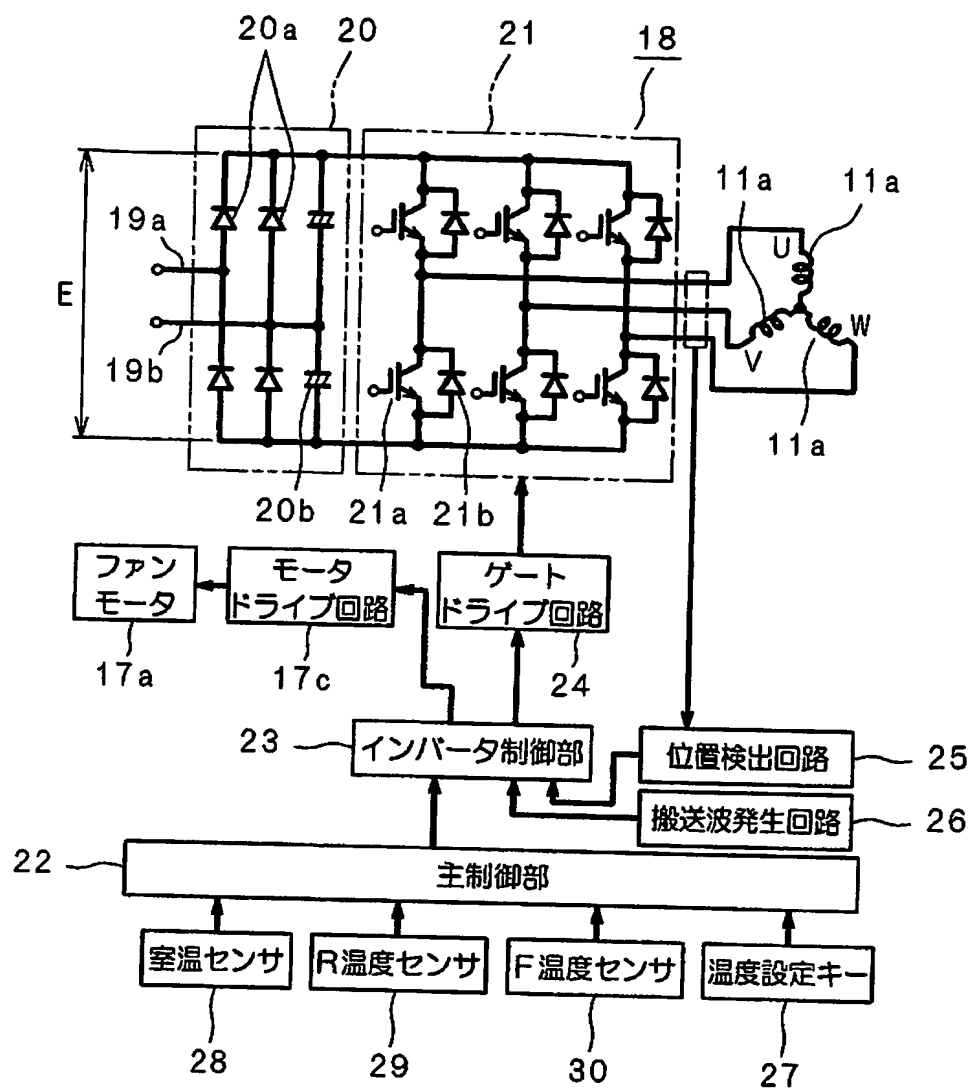 20a
20
21
18
19a
E
19b
20b
21a
21b
11a
11a
U
V
W
11a
ファン
モータ
17a
モータ
ドライブ回路
17c
ゲート
ドライブ回路
24
23
インバータ制御部
位置検出回路
25
搬送波発生回路
26
22
主制御部
室温センサ
28
R温度センサ
29
F温度センサ
30
温度設定キー
27